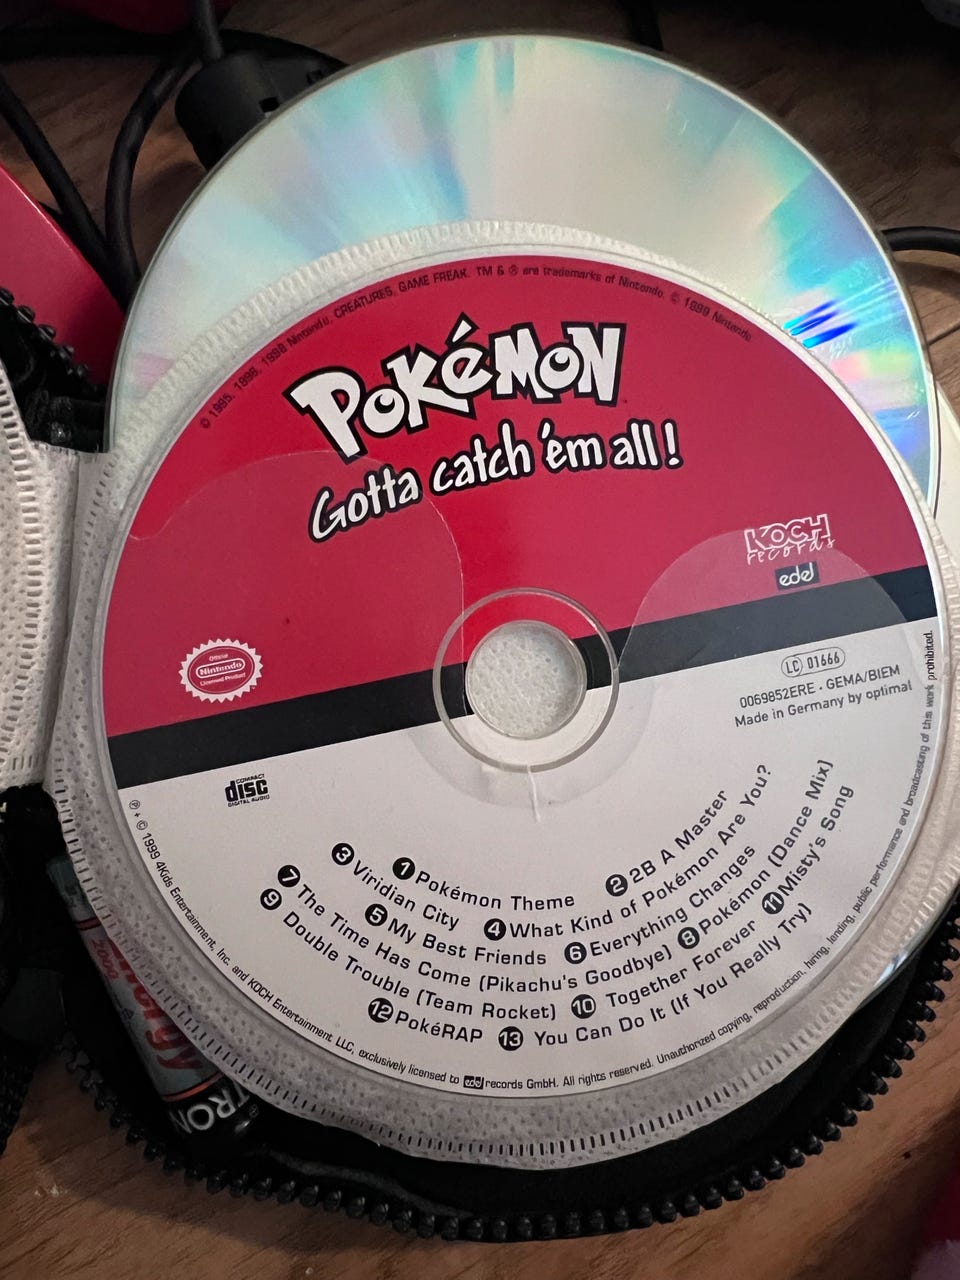 © 1995, 1996, 1998 Nintendo, CREATURES, GAME FREAK. TM & ® are trademarks of Nintendo. © 1999 Nintendo.
POKéMON
Gotta catch 'em all!
KOCH
records
edel
Official
Nintendo
Licensed Product
LC 01666
0069852ERE · GEMA/BIEM
Made in Germany by optimal
COMPACT
disc
DIGITAL AUDIO
1 Pokémon Theme 2 2B A Master
3 Viridian City 4 What Kind of Pokémon Are You?
5 My Best Friends 6 Everything Changes
7 The Time Has Come (Pikachu's Goodbye) 8 Pokémon (Dance Mix)
9 Double Trouble (Team Rocket) 10 Together Forever 11 Misty's Song
12 PokéRAP 13 You Can Do It (If You Really Try)
℗ + © 1999 4Kids Entertainment, Inc. and KOCH Entertainment LLC, exclusively licensed to edel records GmbH. All rights reserved. Unauthorized copying, reproduction, hiring, lending, public performance and broadcasting of this work prohibited.
Energy
2000
TRON